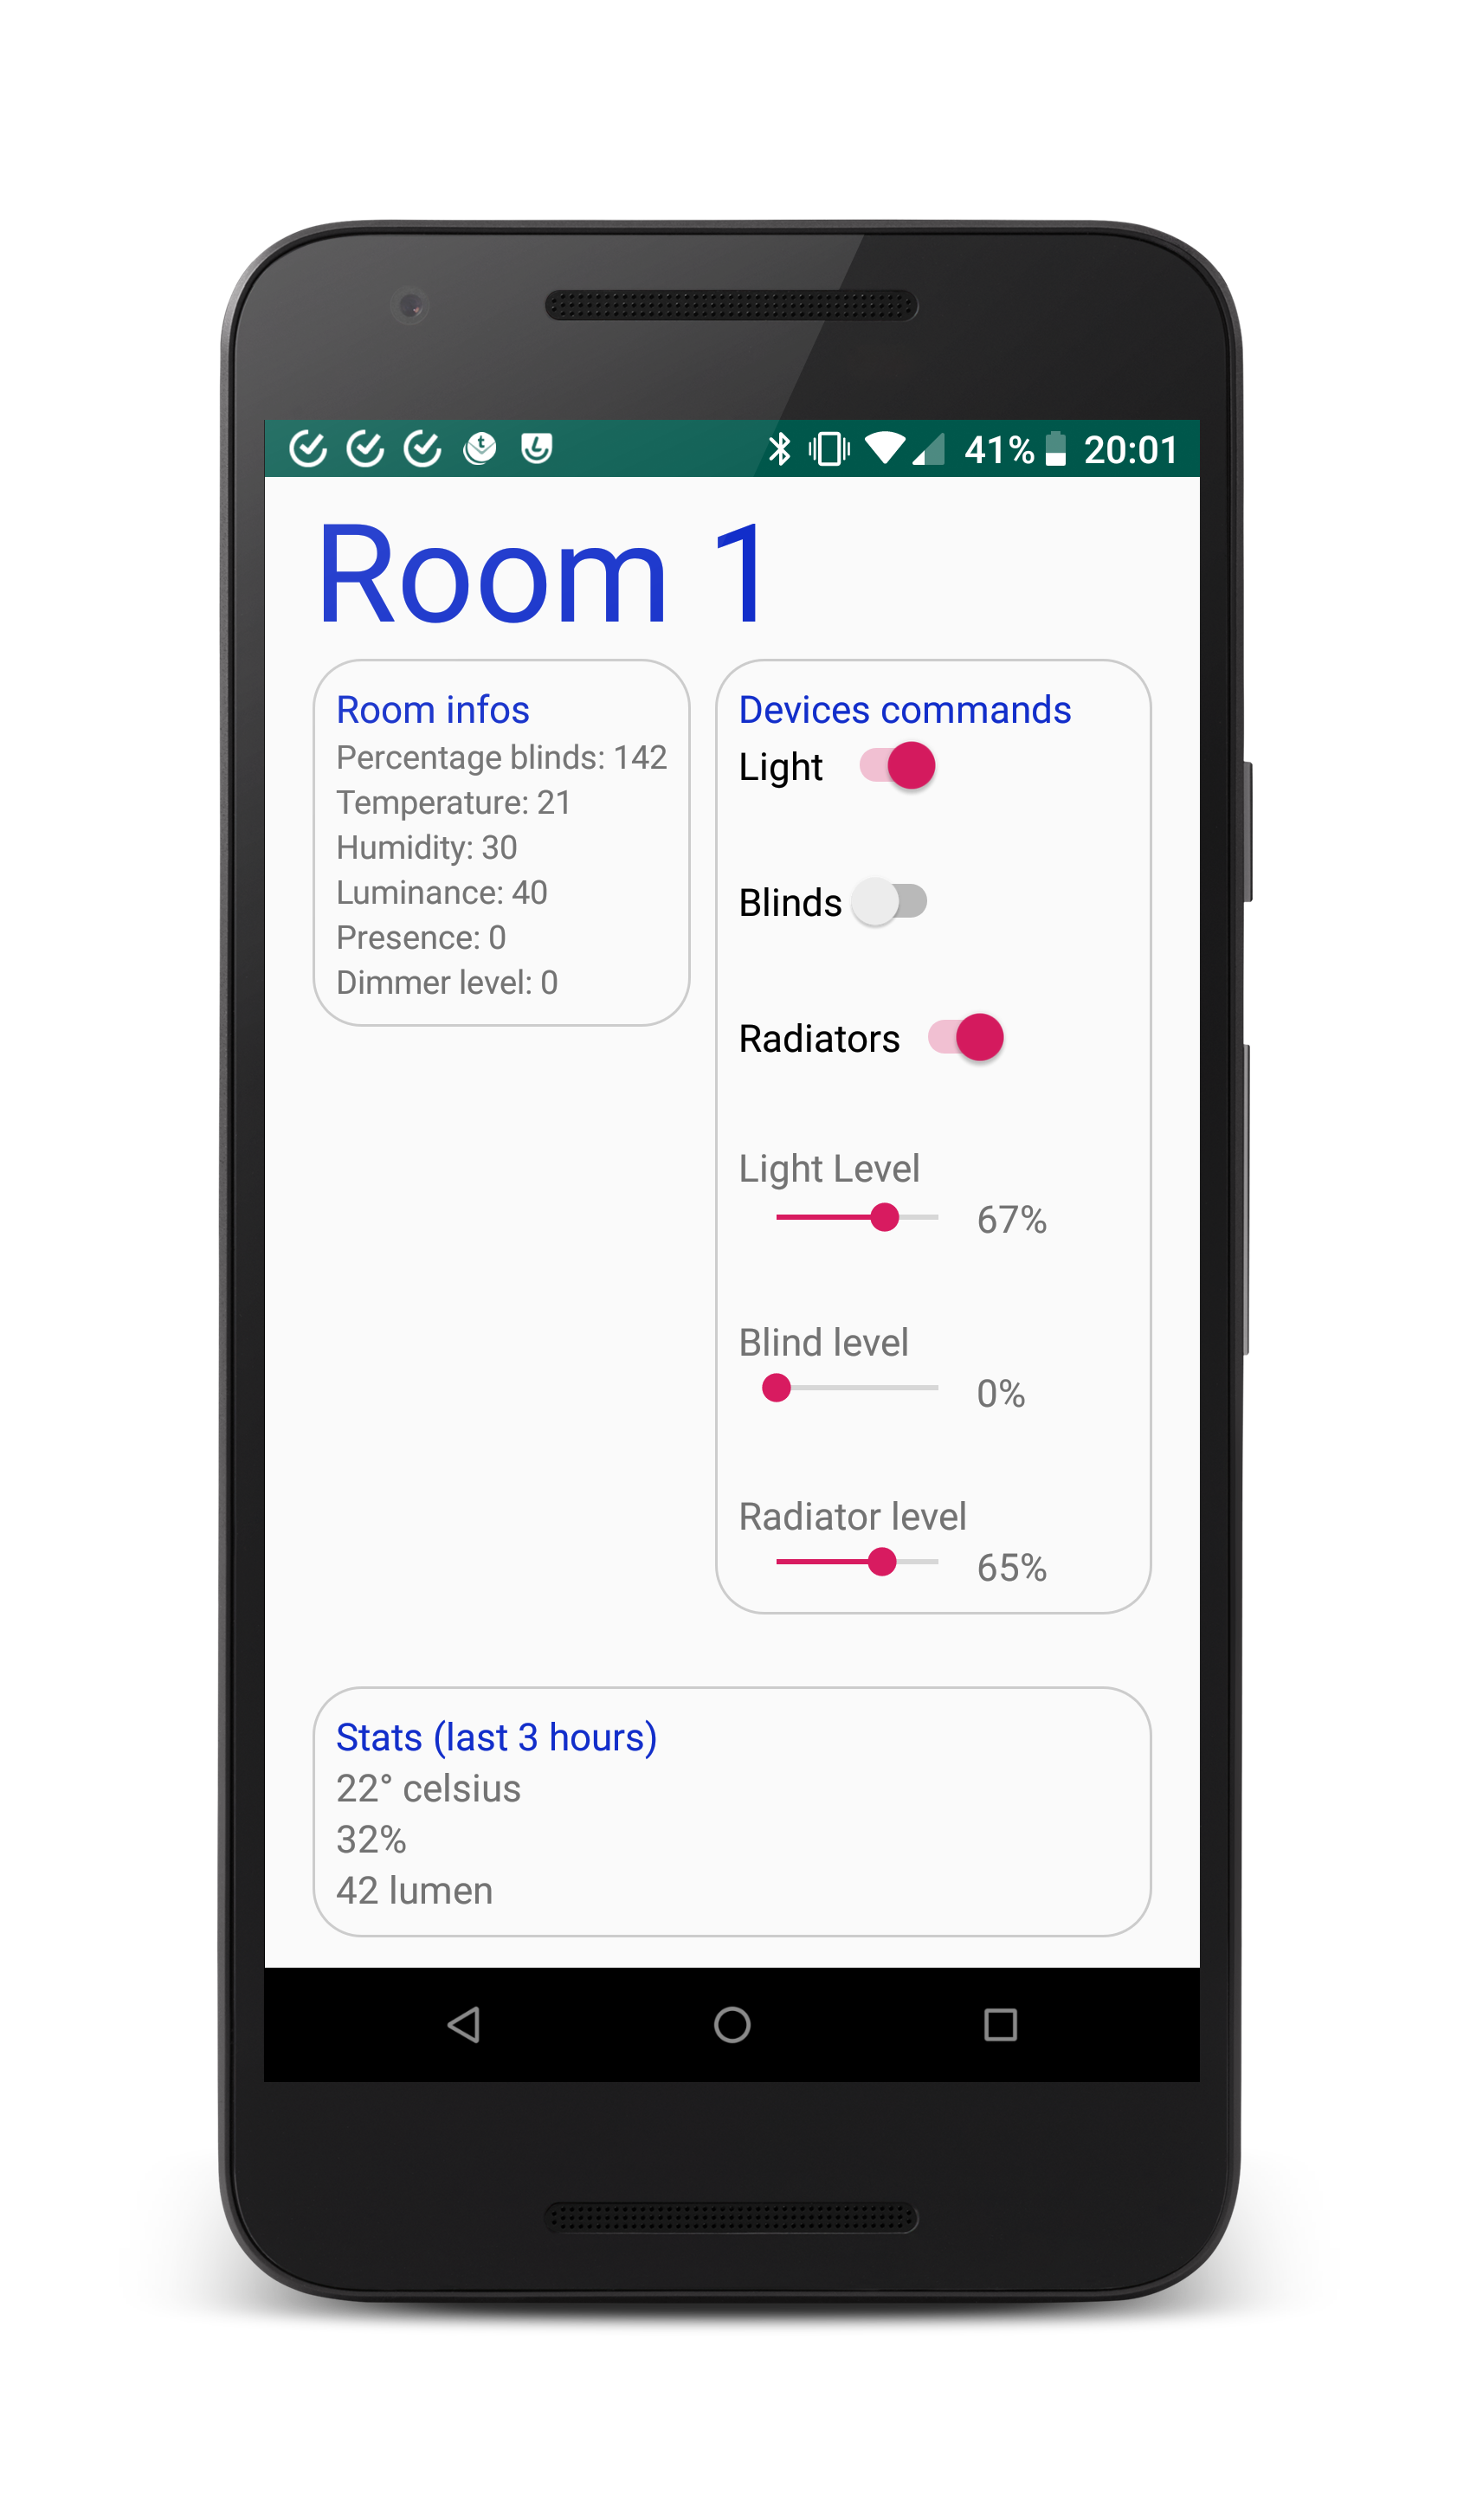 41% 20:01
Room 1
Room infos
Percentage blinds: 142
Temperature: 21
Humidity: 30
Luminance: 40
Presence: 0
Dimmer level: 0
Devices commands
Light
Blinds
Radiators
Light Level
67%
Blind level
0%
Radiator level
65%
Stats (last 3 hours)
22° celsius
32%
42 lumen